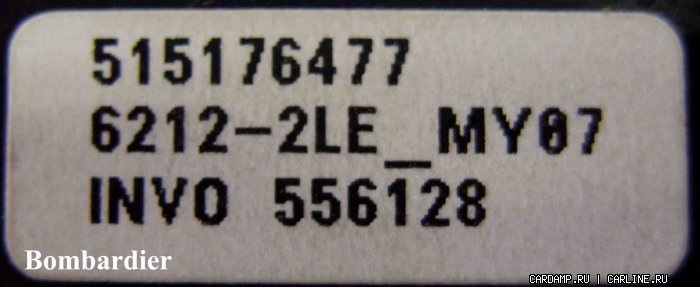 515176477
6212-2LE_MY07
INVO 556128
Bombardier
CARDAMP.RU | CARLINE.RU